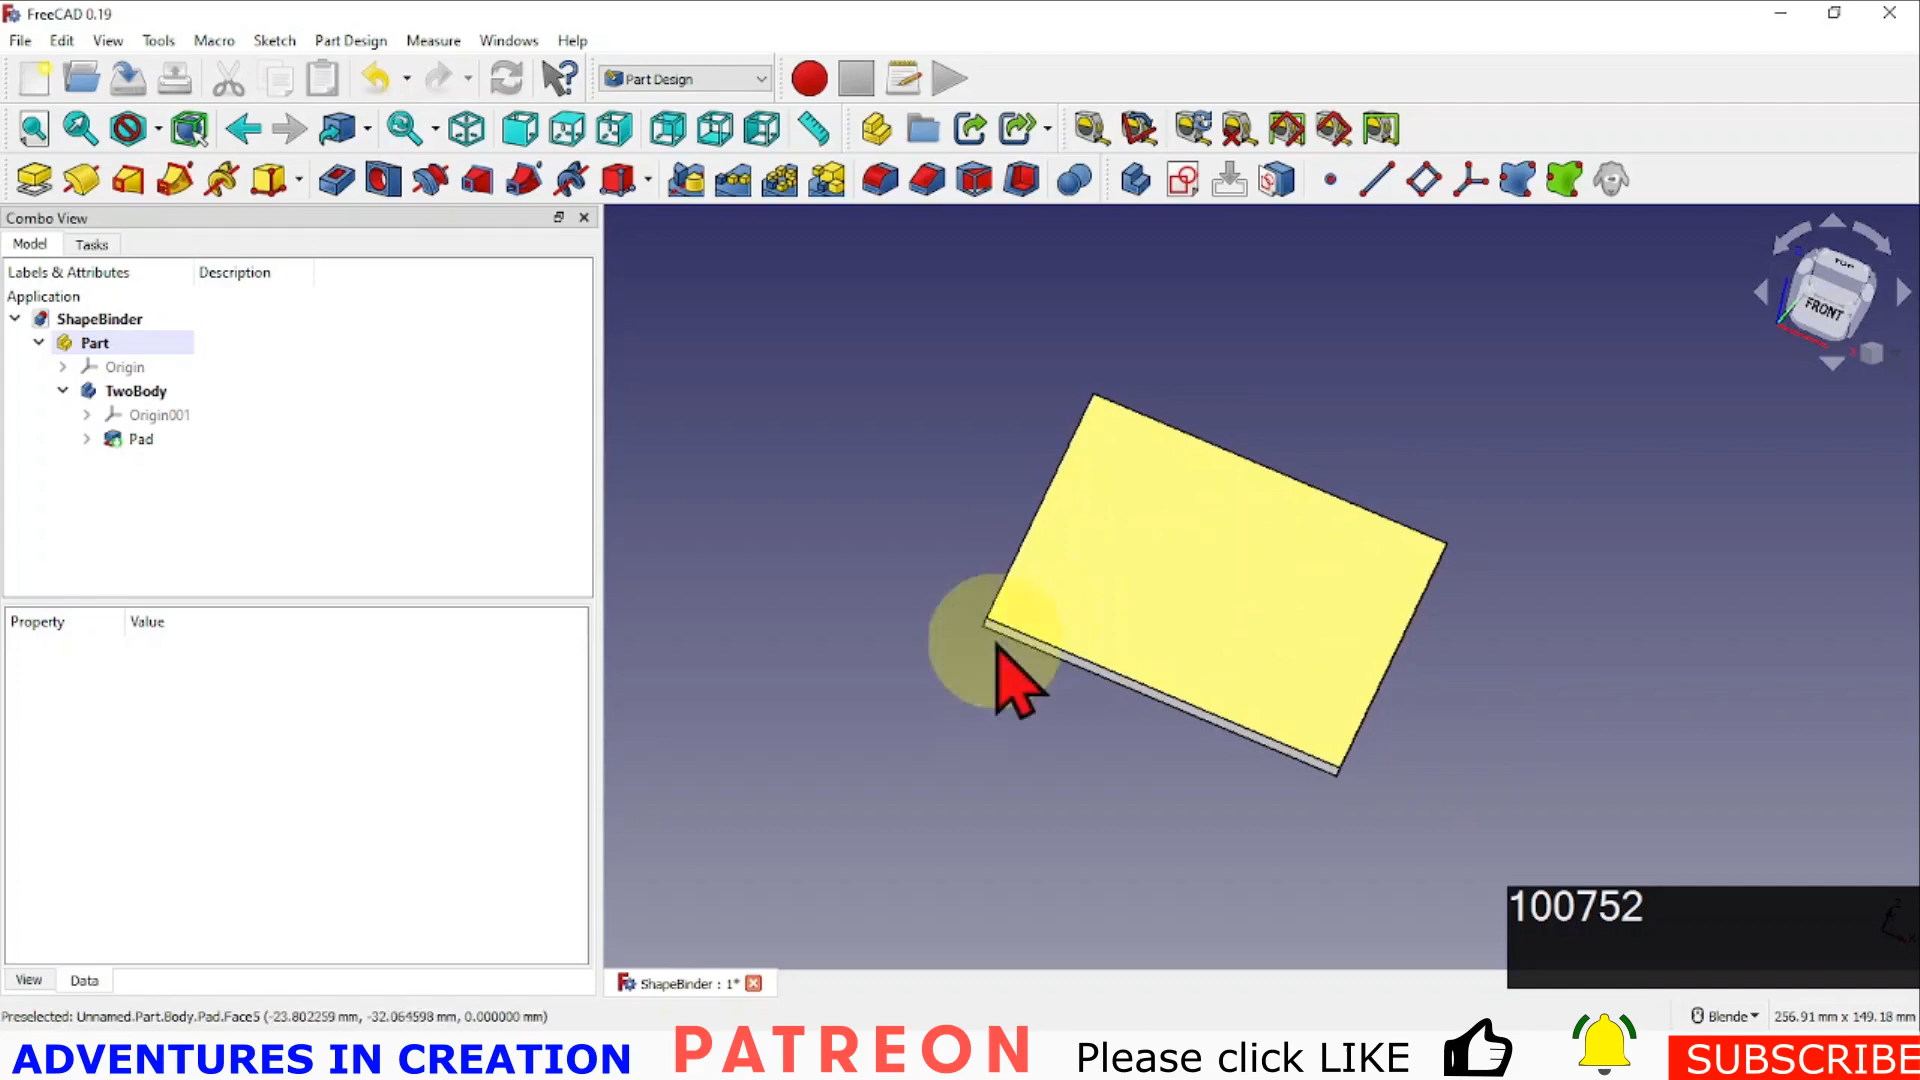 FreeCAD 0.19
File Edit View Tools Macro Sketch Part Design Measure Windows Help
Part Design
Combo View
Model Tasks
Labels & Attributes Description
Application
ShapeBinder
Part
Origin
TwoBody
Origin001
Pad
Property Value
View Data
TOP
FRONT
ShapeBinder : 1*
100752
Preselected: Unnamed.Part.Body.Pad.Face5 (-23.802259 mm, -32.064598 mm, 0.000000 mm)
Blende 256.91 mm x 149.18 mm
ADVENTURES IN CREATION PATREON Please click LIKE SUBSCRIBE